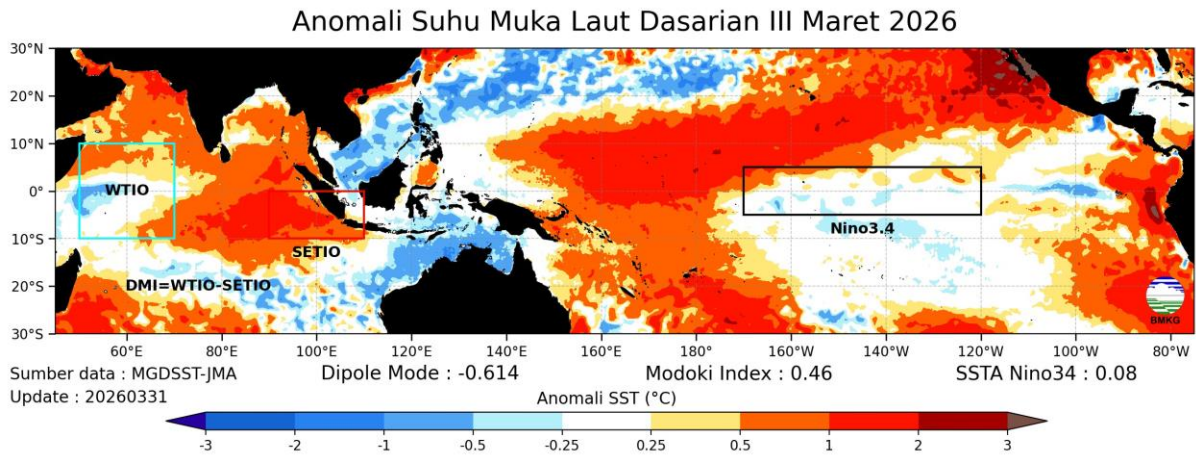 Anomali Suhu Muka Laut Dasarian III Maret 2026
30°N
20°N
10°N
0°
10°S
20°S
30°S
WTIO
SETIO
Nino3.4
DMI=WTIO-SETIO
BMKG
60°E 80°E 100°E 120°E 140°E 160°E 180° 160°W 140°W 120°W 100°W 80°W
Sumber data : MGDSST-JMA Dipole Mode : -0.614 Modoki Index : 0.46 SSTA Nino34 : 0.08
Update : 20260331
Anomali SST (°C)
-3 -2 -1 -0.5 -0.25 0.25 0.5 1 2 3